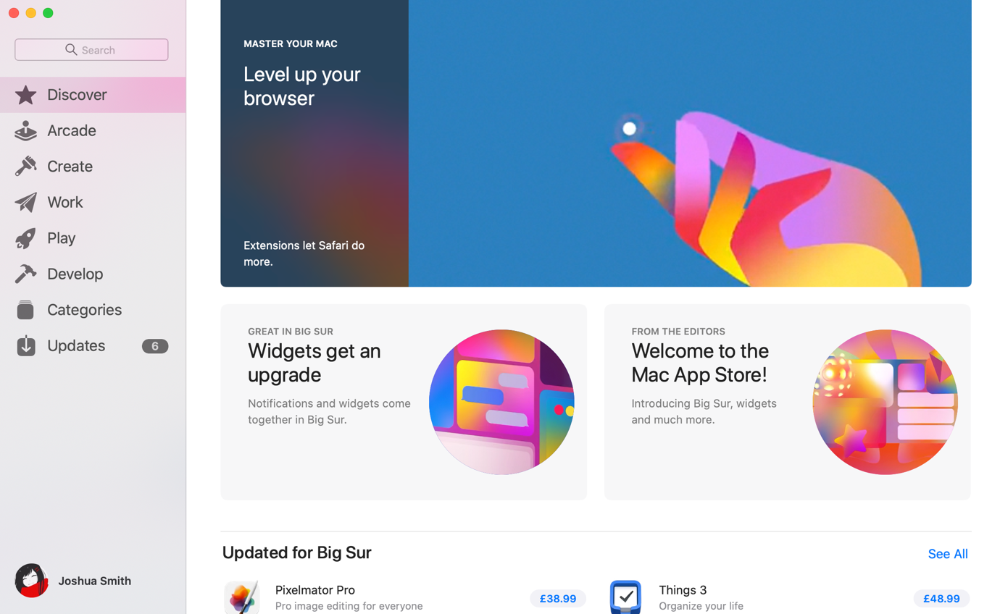 Search
Discover
Arcade
Create
Work
Play
Develop
Categories
Updates
6
Joshua Smith
MASTER YOUR MAC
Level up your
browser
Extensions let Safari do
more.
GREAT IN BIG SUR
Widgets get an
upgrade
Notifications and widgets come
together in Big Sur.
FROM THE EDITORS
Welcome to the
Mac App Store!
Introducing Big Sur, widgets
and much more.
Updated for Big Sur
See All
Pixelmator Pro
Pro image editing for everyone
£38.99
Things 3
Organize your life
£48.99